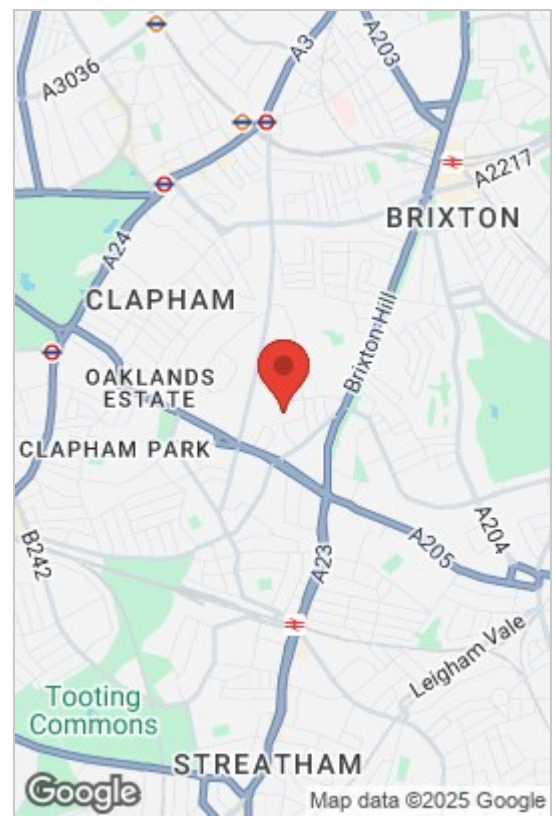 A3
A203
A3036
A2217
BRIXTON
A24
CLAPHAM
Brixton Hill
OAKLANDS
ESTATE
CLAPHAM PARK
A204
B242
A23
A205
Leigham Vale
Tooting
Commons
STREATHAM
Google
Map data ©2025 Google